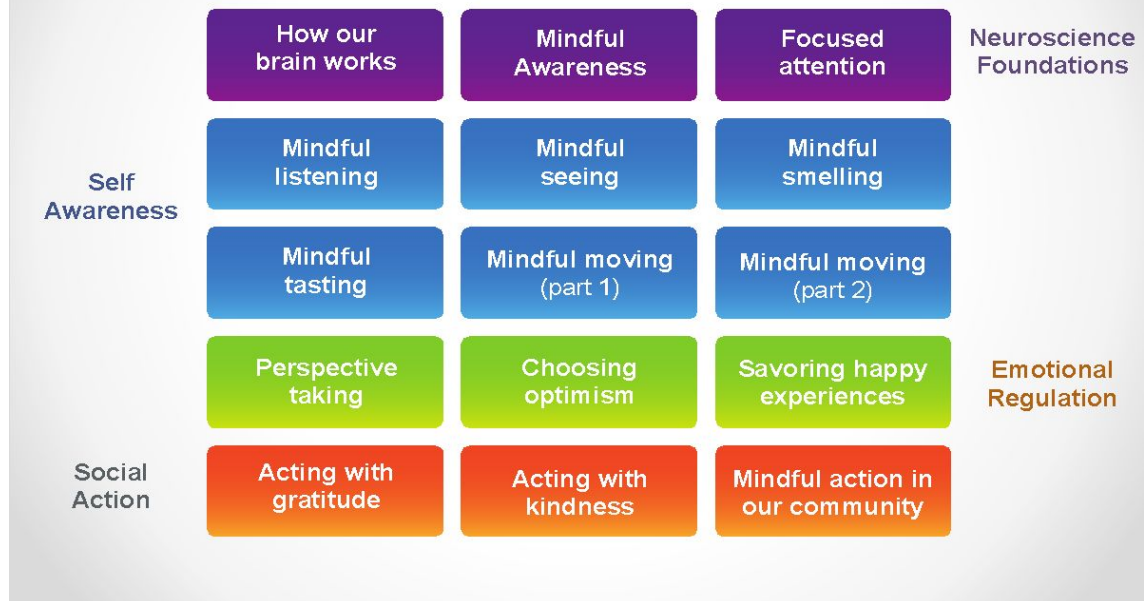 How our
brain works
Mindful
Awareness
Focused
attention
Neuroscience
Foundations
Self
Awareness
Mindful
listening
Mindful
seeing
Mindful
smelling
Mindful
tasting
Mindful moving
(part 1)
Mindful moving
(part 2)
Perspective
taking
Choosing
optimism
Savoring happy
experiences
Emotional
Regulation
Social
Action
Acting with
gratitude
Acting with
kindness
Mindful action in
our community